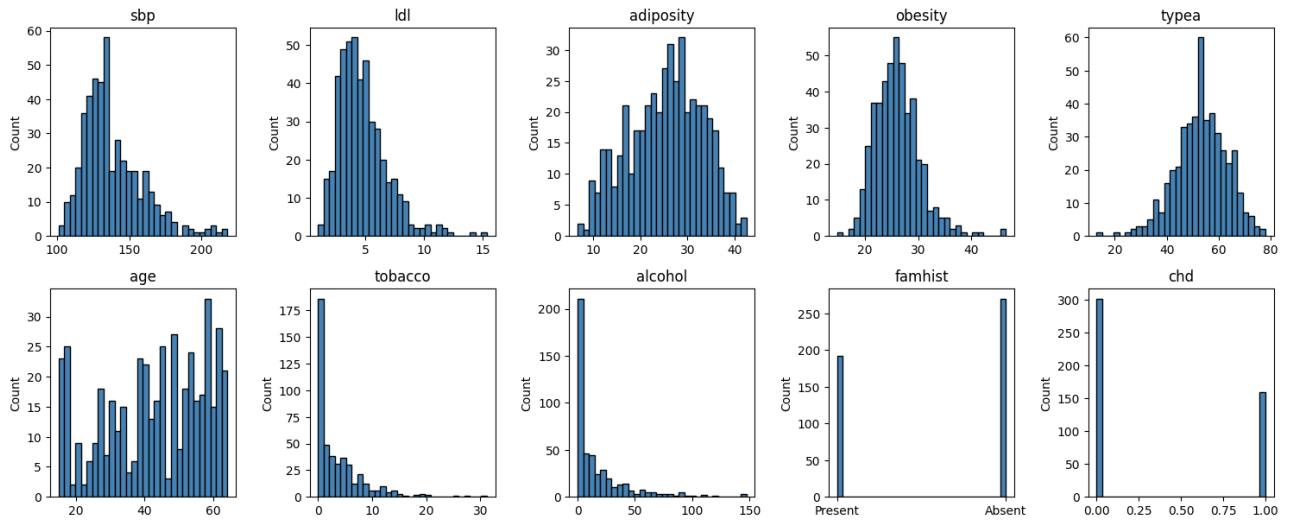 sbp
Count
60
50
40
30
20
10
0
100 150 200
ldl
Count
50
40
30
20
10
0
5 10 15
adiposity
Count
30
25
20
15
10
5
0
10 20 30 40
obesity
Count
50
40
30
20
10
0
20 30 40
typea
Count
60
50
40
30
20
10
0
20 40 60 80
age
Count
30
25
20
15
10
5
0
20 40 60
tobacco
Count
175
150
125
100
75
50
25
0
0 10 20 30
alcohol
Count
200
150
100
50
0
0 50 100 150
famhist
Count
250
200
150
100
50
0
Present Absent
chd
Count
300
250
200
150
100
50
0
0.00 0.25 0.50 0.75 1.00